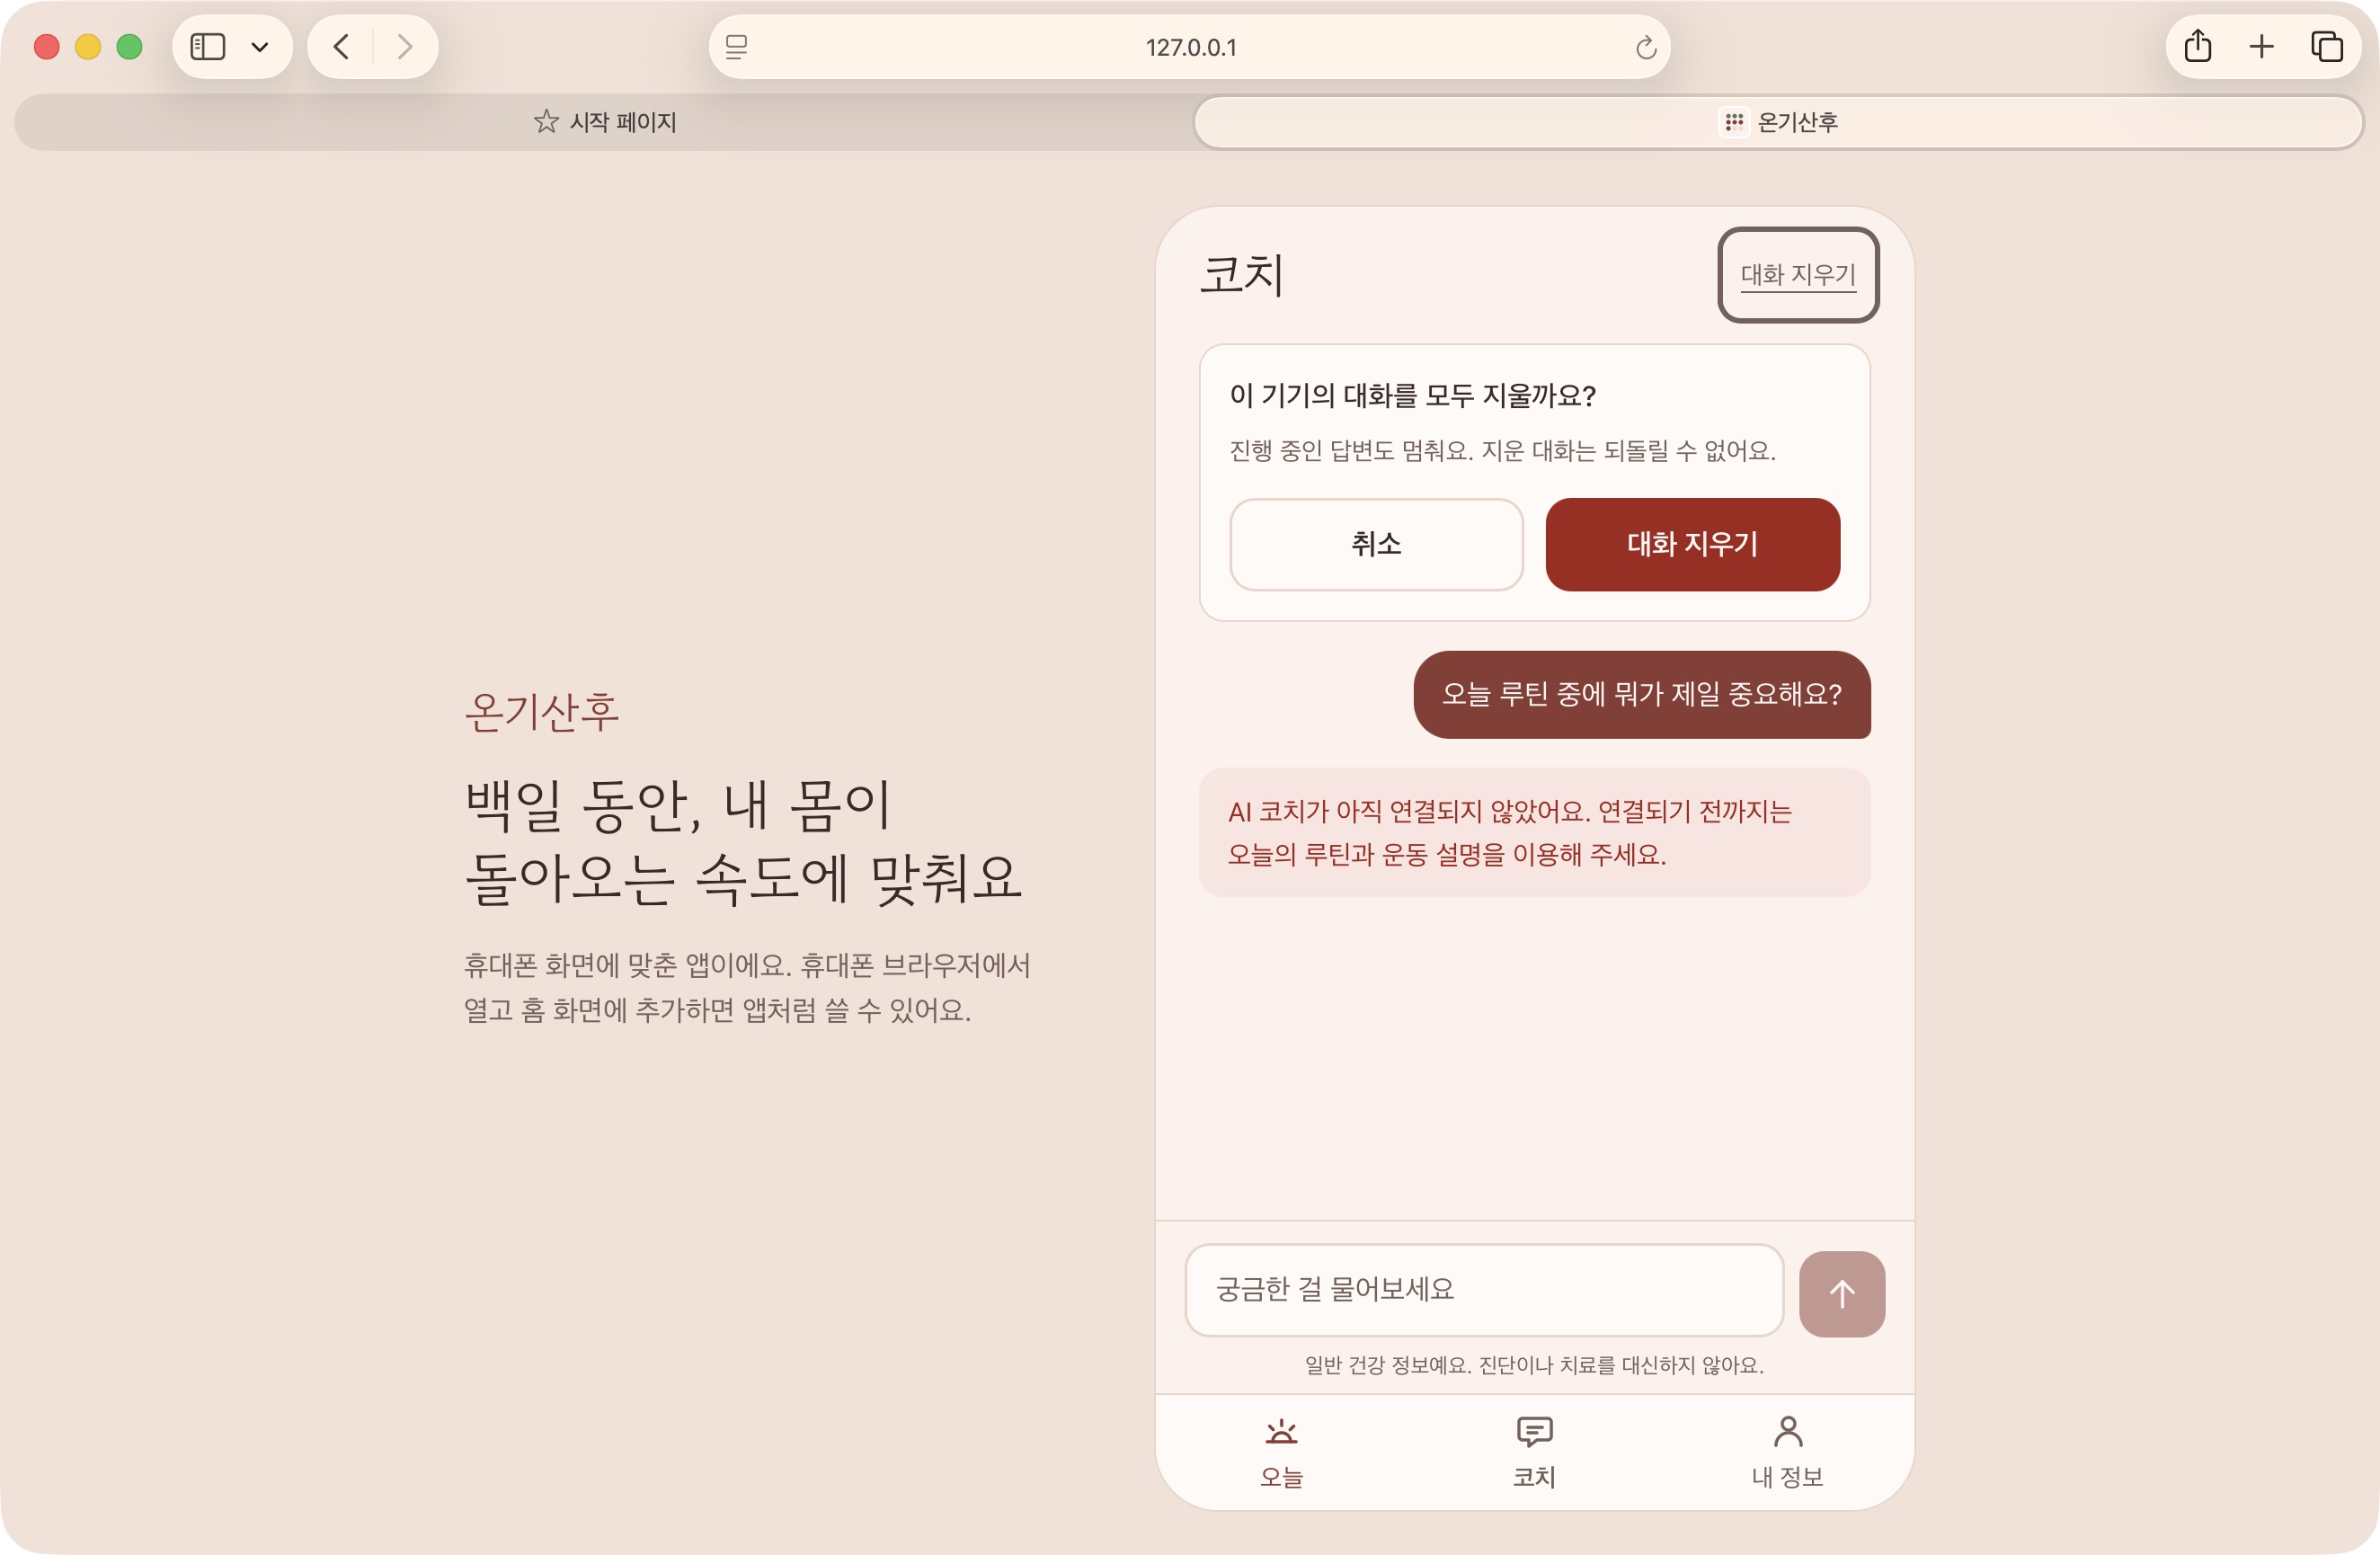 127.0.0.1
시작 페이지
온기산후
코치
대화 지우기
이 기기의 대화를 모두 지울까요?
진행 중인 답변도 멈춰요. 지운 대화는 되돌릴 수 없어요.
취소
대화 지우기
오늘 루틴 중에 뭐가 제일 중요해요?
AI 코치가 아직 연결되지 않았어요. 연결되기 전까지는
오늘의 루틴과 운동 설명을 이용해 주세요.
온기산후
백일 동안, 내 몸이
돌아오는 속도에 맞춰요
휴대폰 화면에 맞춘 앱이에요. 휴대폰 브라우저에서
열고 홈 화면에 추가하면 앱처럼 쓸 수 있어요.
궁금한 걸 물어보세요
일반 건강 정보예요. 진단이나 치료를 대신하지 않아요.
오늘
코치
내 정보